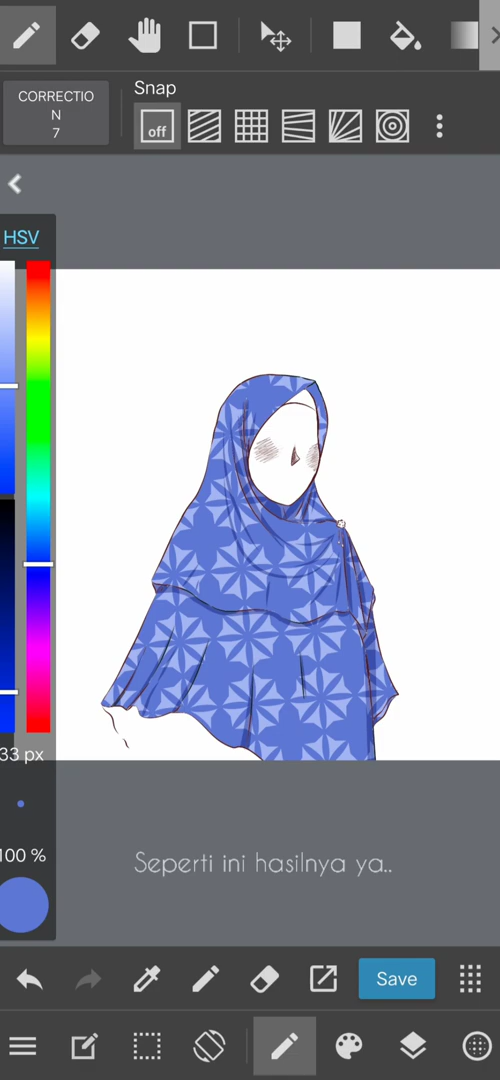 Snap
CORRECTIO
N
7
off
HSV
33 px
100 %
Seperti ini hasilnya ya..
Save